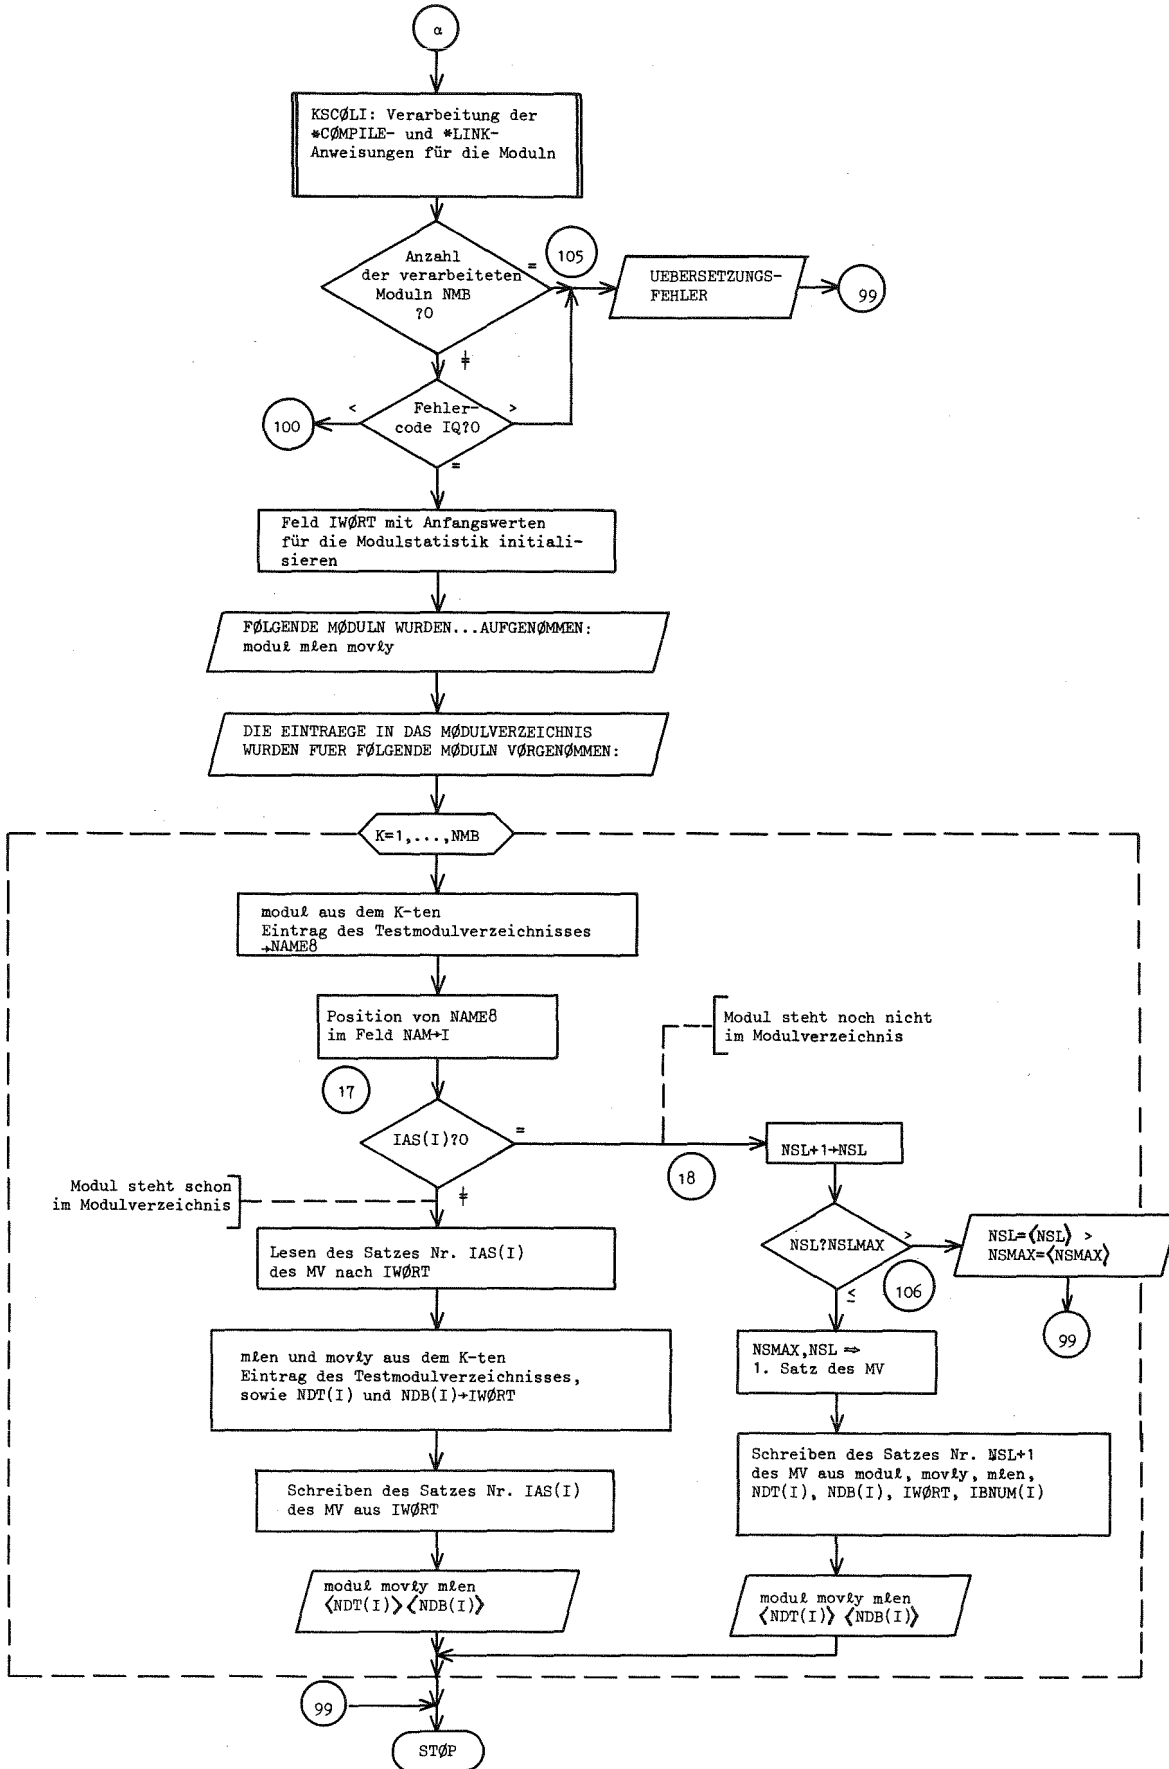 α
KSCØLI: Verarbeitung der
*CØMPILE- und *LINK-
Anweisungen für die Moduln
Anzahl
der verarbeiteten
Moduln NMB
?0
=
105
UEBERSETZUNGS-
FEHLER
99
≠
<
Fehler-
code IQ?0
>
100
=
Feld IWØRT mit Anfangswerten
für die Modulstatistik initiali-
sieren
FØLGENDE MØDULN WURDEN...AUFGENØMMEN:
moduℓ mℓen movℓy
DIE EINTRAEGE IN DAS MØDULVERZEICHNIS
WURDEN FUER FØLGENDE MØDULN VØRGENØMMEN:
K=1,...,NMB
moduℓ aus dem K-ten
Eintrag des Testmodulverzeichnisses
→NAME8
Position von NAME8
im Feld NAM→I
Modul steht noch nicht
im Modulverzeichnis
17
IAS(I)?0
=
18
NSL+1→NSL
Modul steht schon
im Modulverzeichnis
≠
NSL?NSLMAX
>
NSL=⟨NSL⟩ >
NSMAX=⟨NSMAX⟩
Lesen des Satzes Nr. IAS(I)
des MV nach IWØRT
≤
106
99
mℓen und movℓy aus dem K-ten
Eintrag des Testmodulverzeichnisses,
sowie NDT(I) und NDB(I)→IWØRT
NSMAX,NSL ⇒
1. Satz des MV
Schreiben des Satzes Nr. IAS(I)
des MV aus IWØRT
Schreiben des Satzes Nr. NSL+1
des MV aus moduℓ, movℓy, mℓen,
NDT(I), NDB(I), IWØRT, IBNUM(I)
moduℓ movℓy mℓen
⟨NDT(I)⟩⟨NDB(I)⟩
moduℓ movℓy mℓen
⟨NDT(I)⟩ ⟨NDB(I)⟩
99
STØP